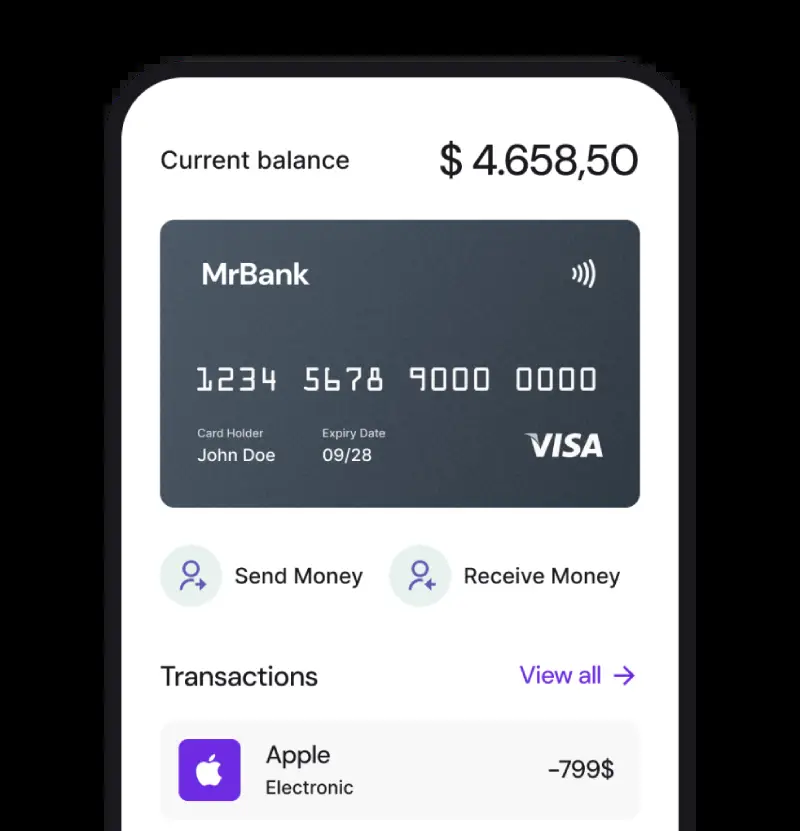 Current balance $ 4.658,50
MrBank
1234 5678 9000 0000
Card Holder Expiry Date
John Doe 09/28 VISA
Send Money Receive Money
Transactions View all →
Apple
Electronic
-799$